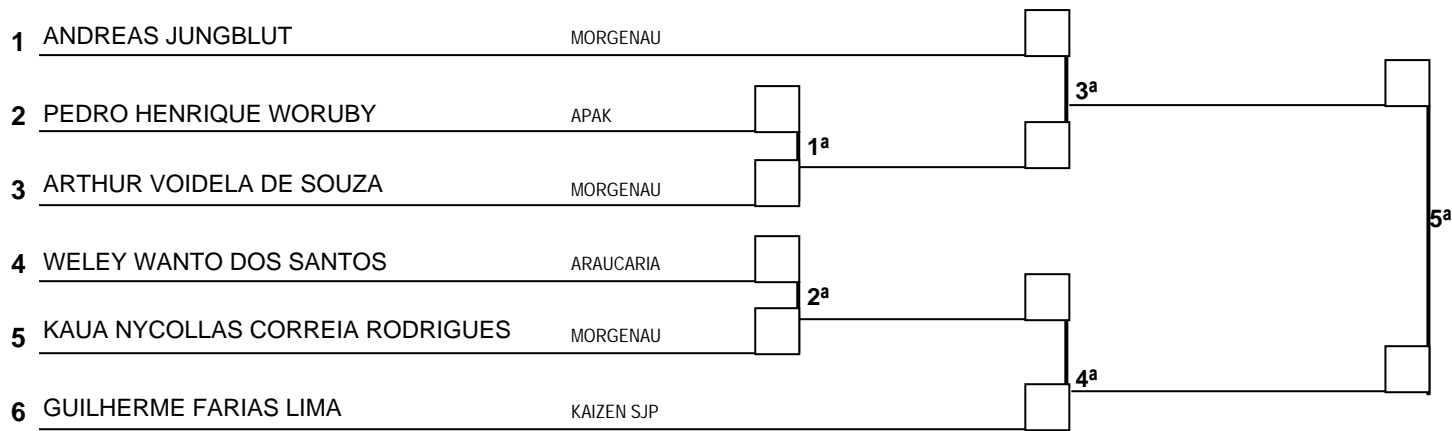 1 ANDREAS JUNGBLUT MORGENAU
3ª
2 PEDRO HENRIQUE WORUBY APAK
1ª
3 ARTHUR VOIDELA DE SOUZA MORGENAU
5ª
4 WELEY WANTO DOS SANTOS ARAUCARIA
2ª
5 KAUA NYCOLLAS CORREIA RODRIGUES MORGENAU
4ª
6 GUILHERME FARIAS LIMA KAIZEN SJP